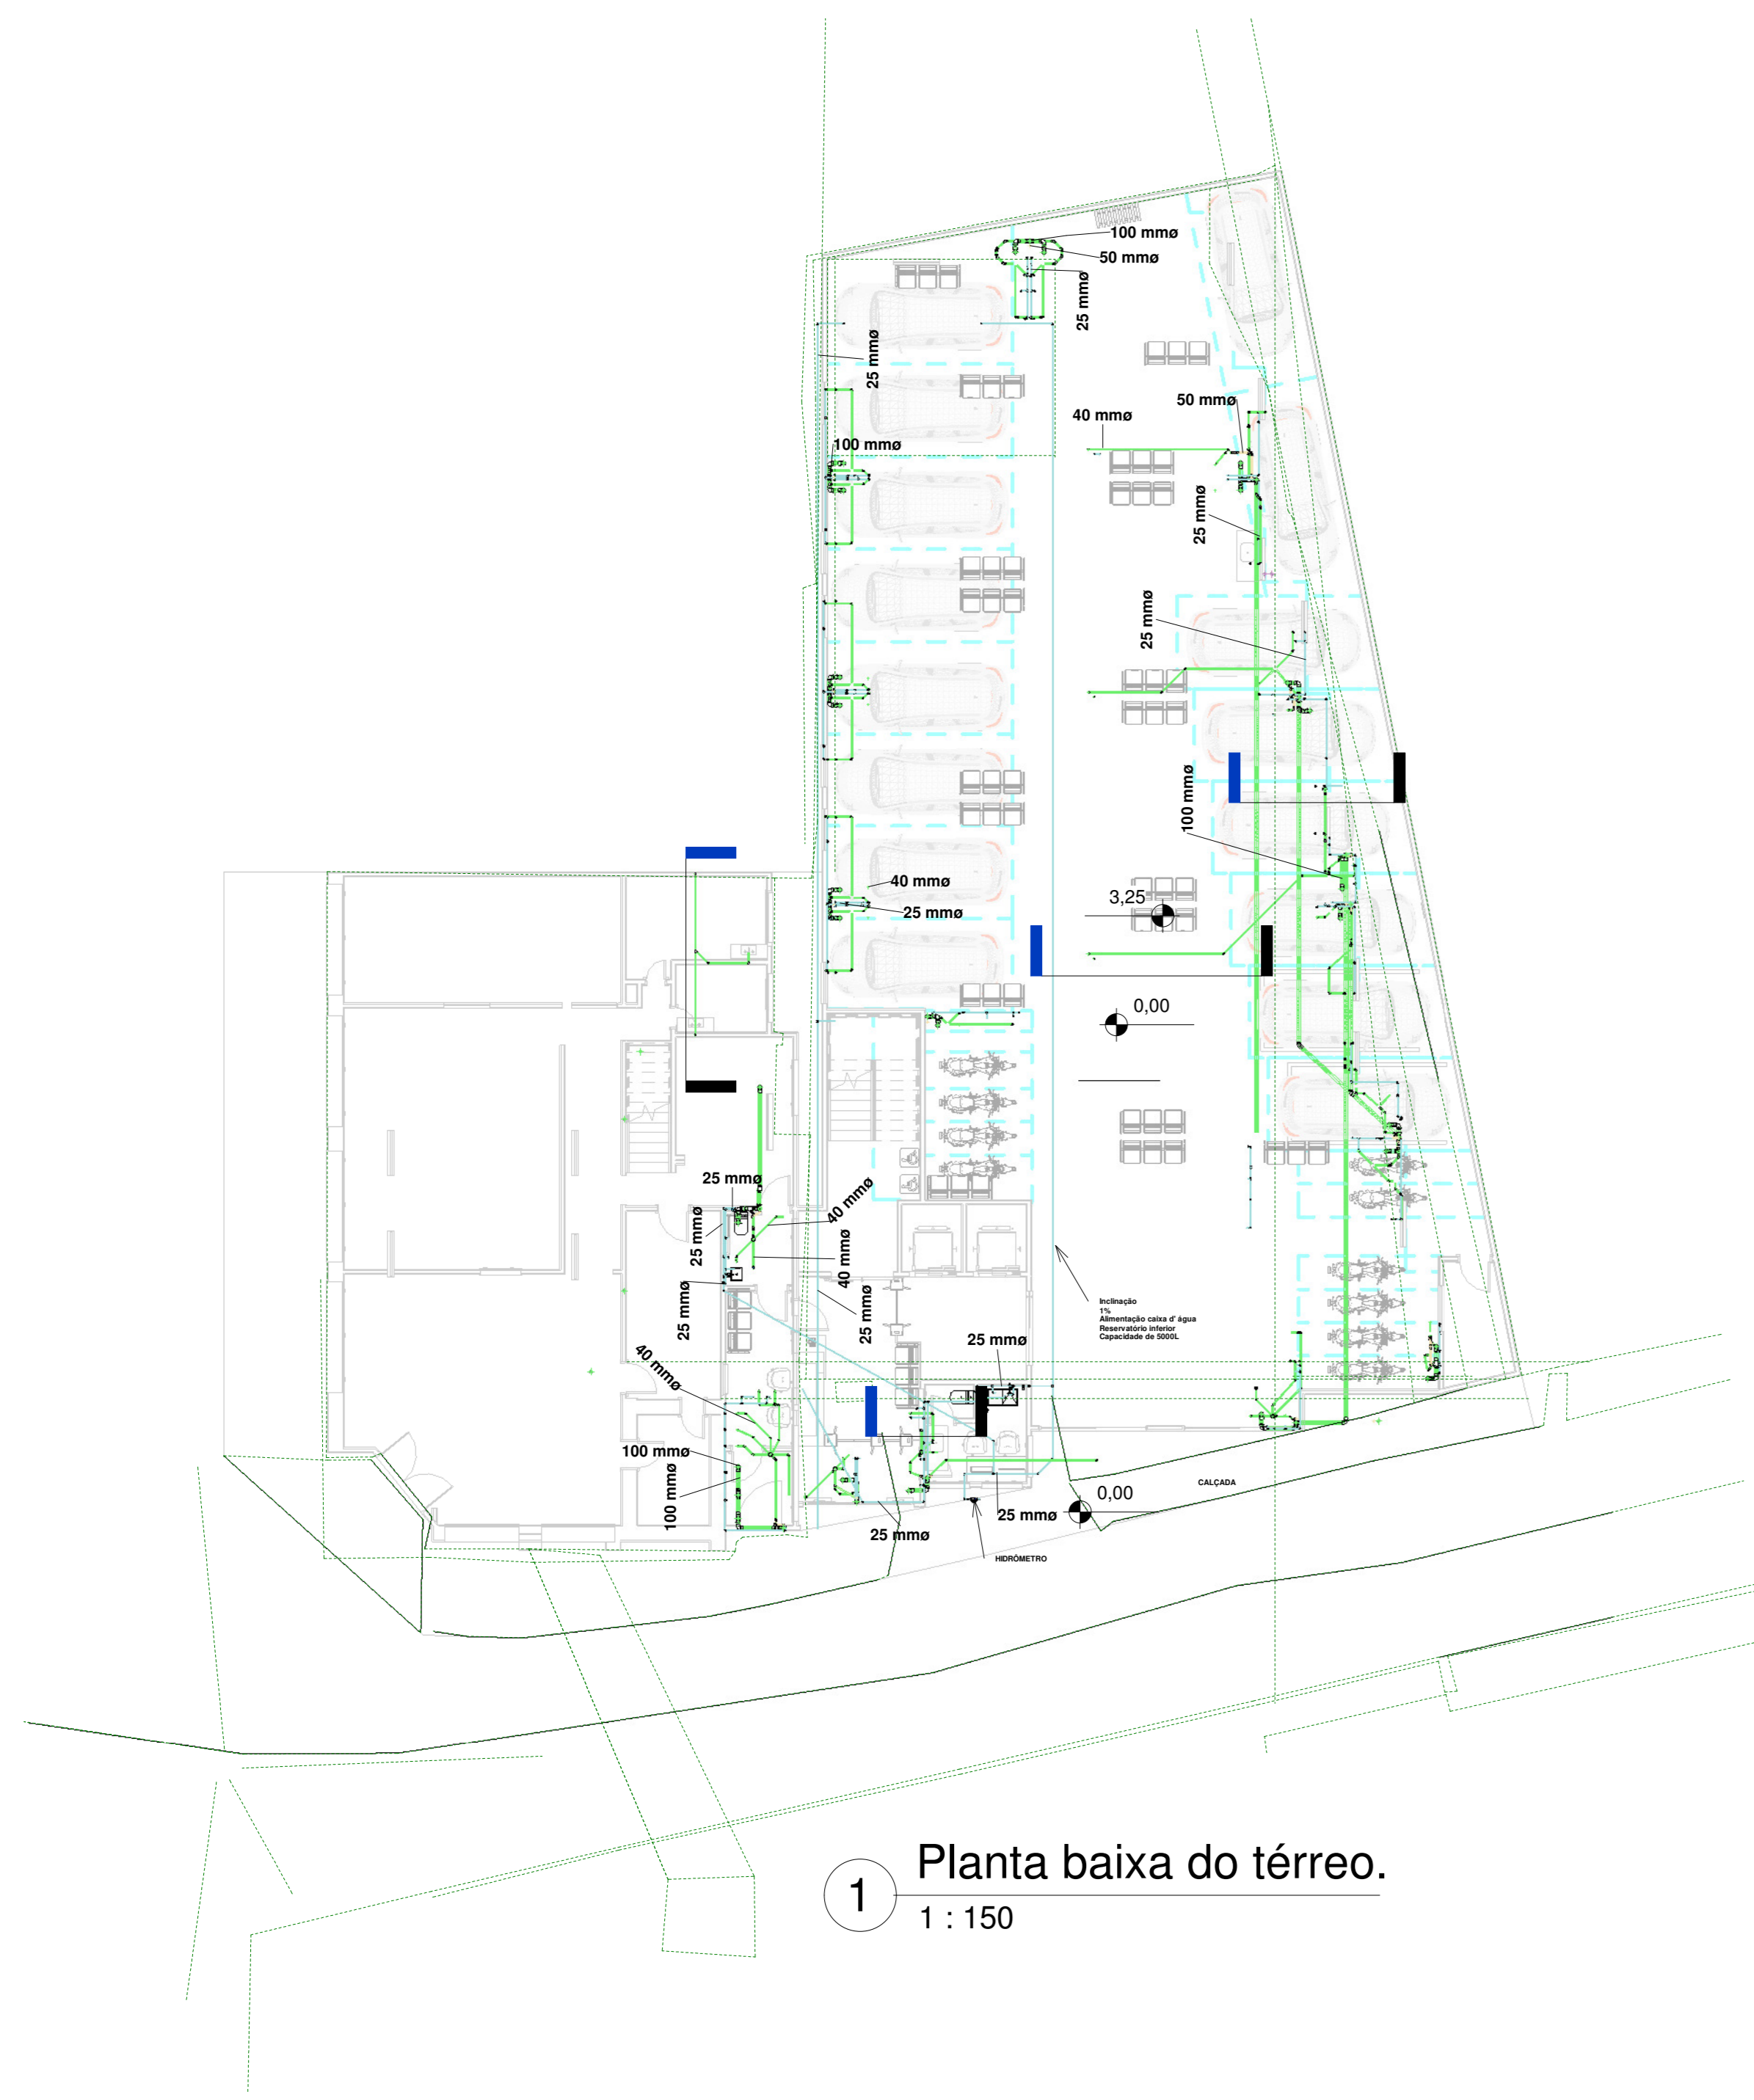 100 mmø
50 mmø
25 mmø
25 mmø
50 mmø
40 mmø
100 mmø
25 mmø
25 mmø
100 mmø
40 mmø
25 mmø
3,25
0,00
25 mmø
40 mmø
25 mmø
40 mmø
25 mmø
25 mmø
Inclinação
1%
Alimentação caixa d' água
Reservatório inferior
Capacidade de 5000L
25 mmø
40 mmø
100 mmø
100 mmø
CALÇADA
0,00
25 mmø
25 mmø
HIDRÔMETRO
1
Planta baixa do térreo.
1 : 150